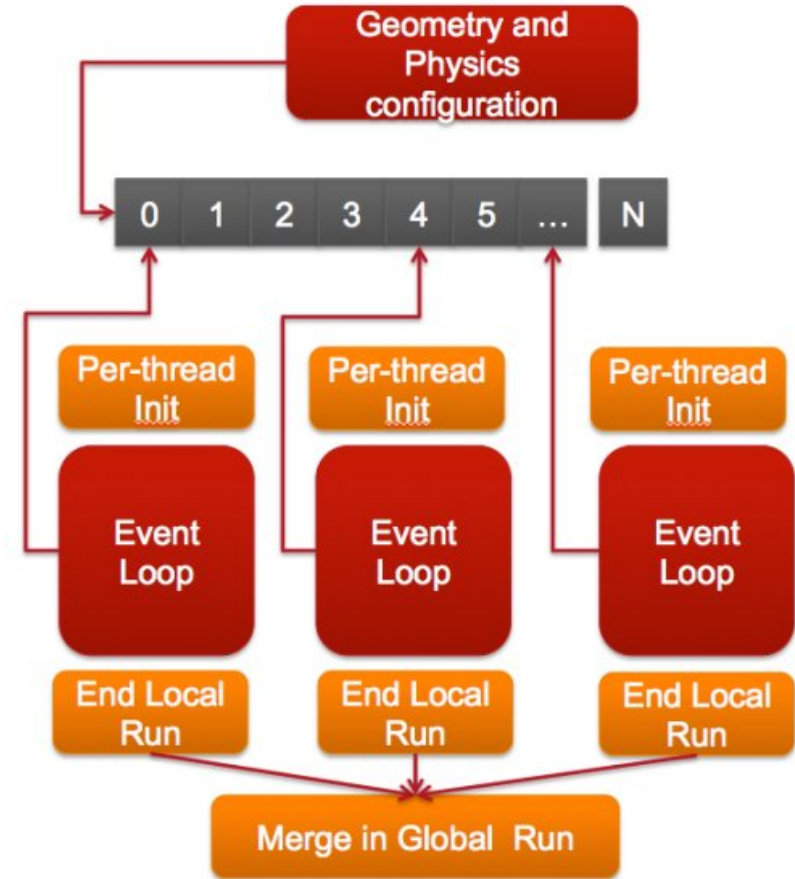 Geometry and
Physics
configuration
0 1 2 3 4 5 ... N
Per-thread
Init
Per-thread
Init
Per-thread
Init
Event
Loop
Event
Loop
Event
Loop
End Local
Run
End Local
Run
End Local
Run
Merge in Global Run